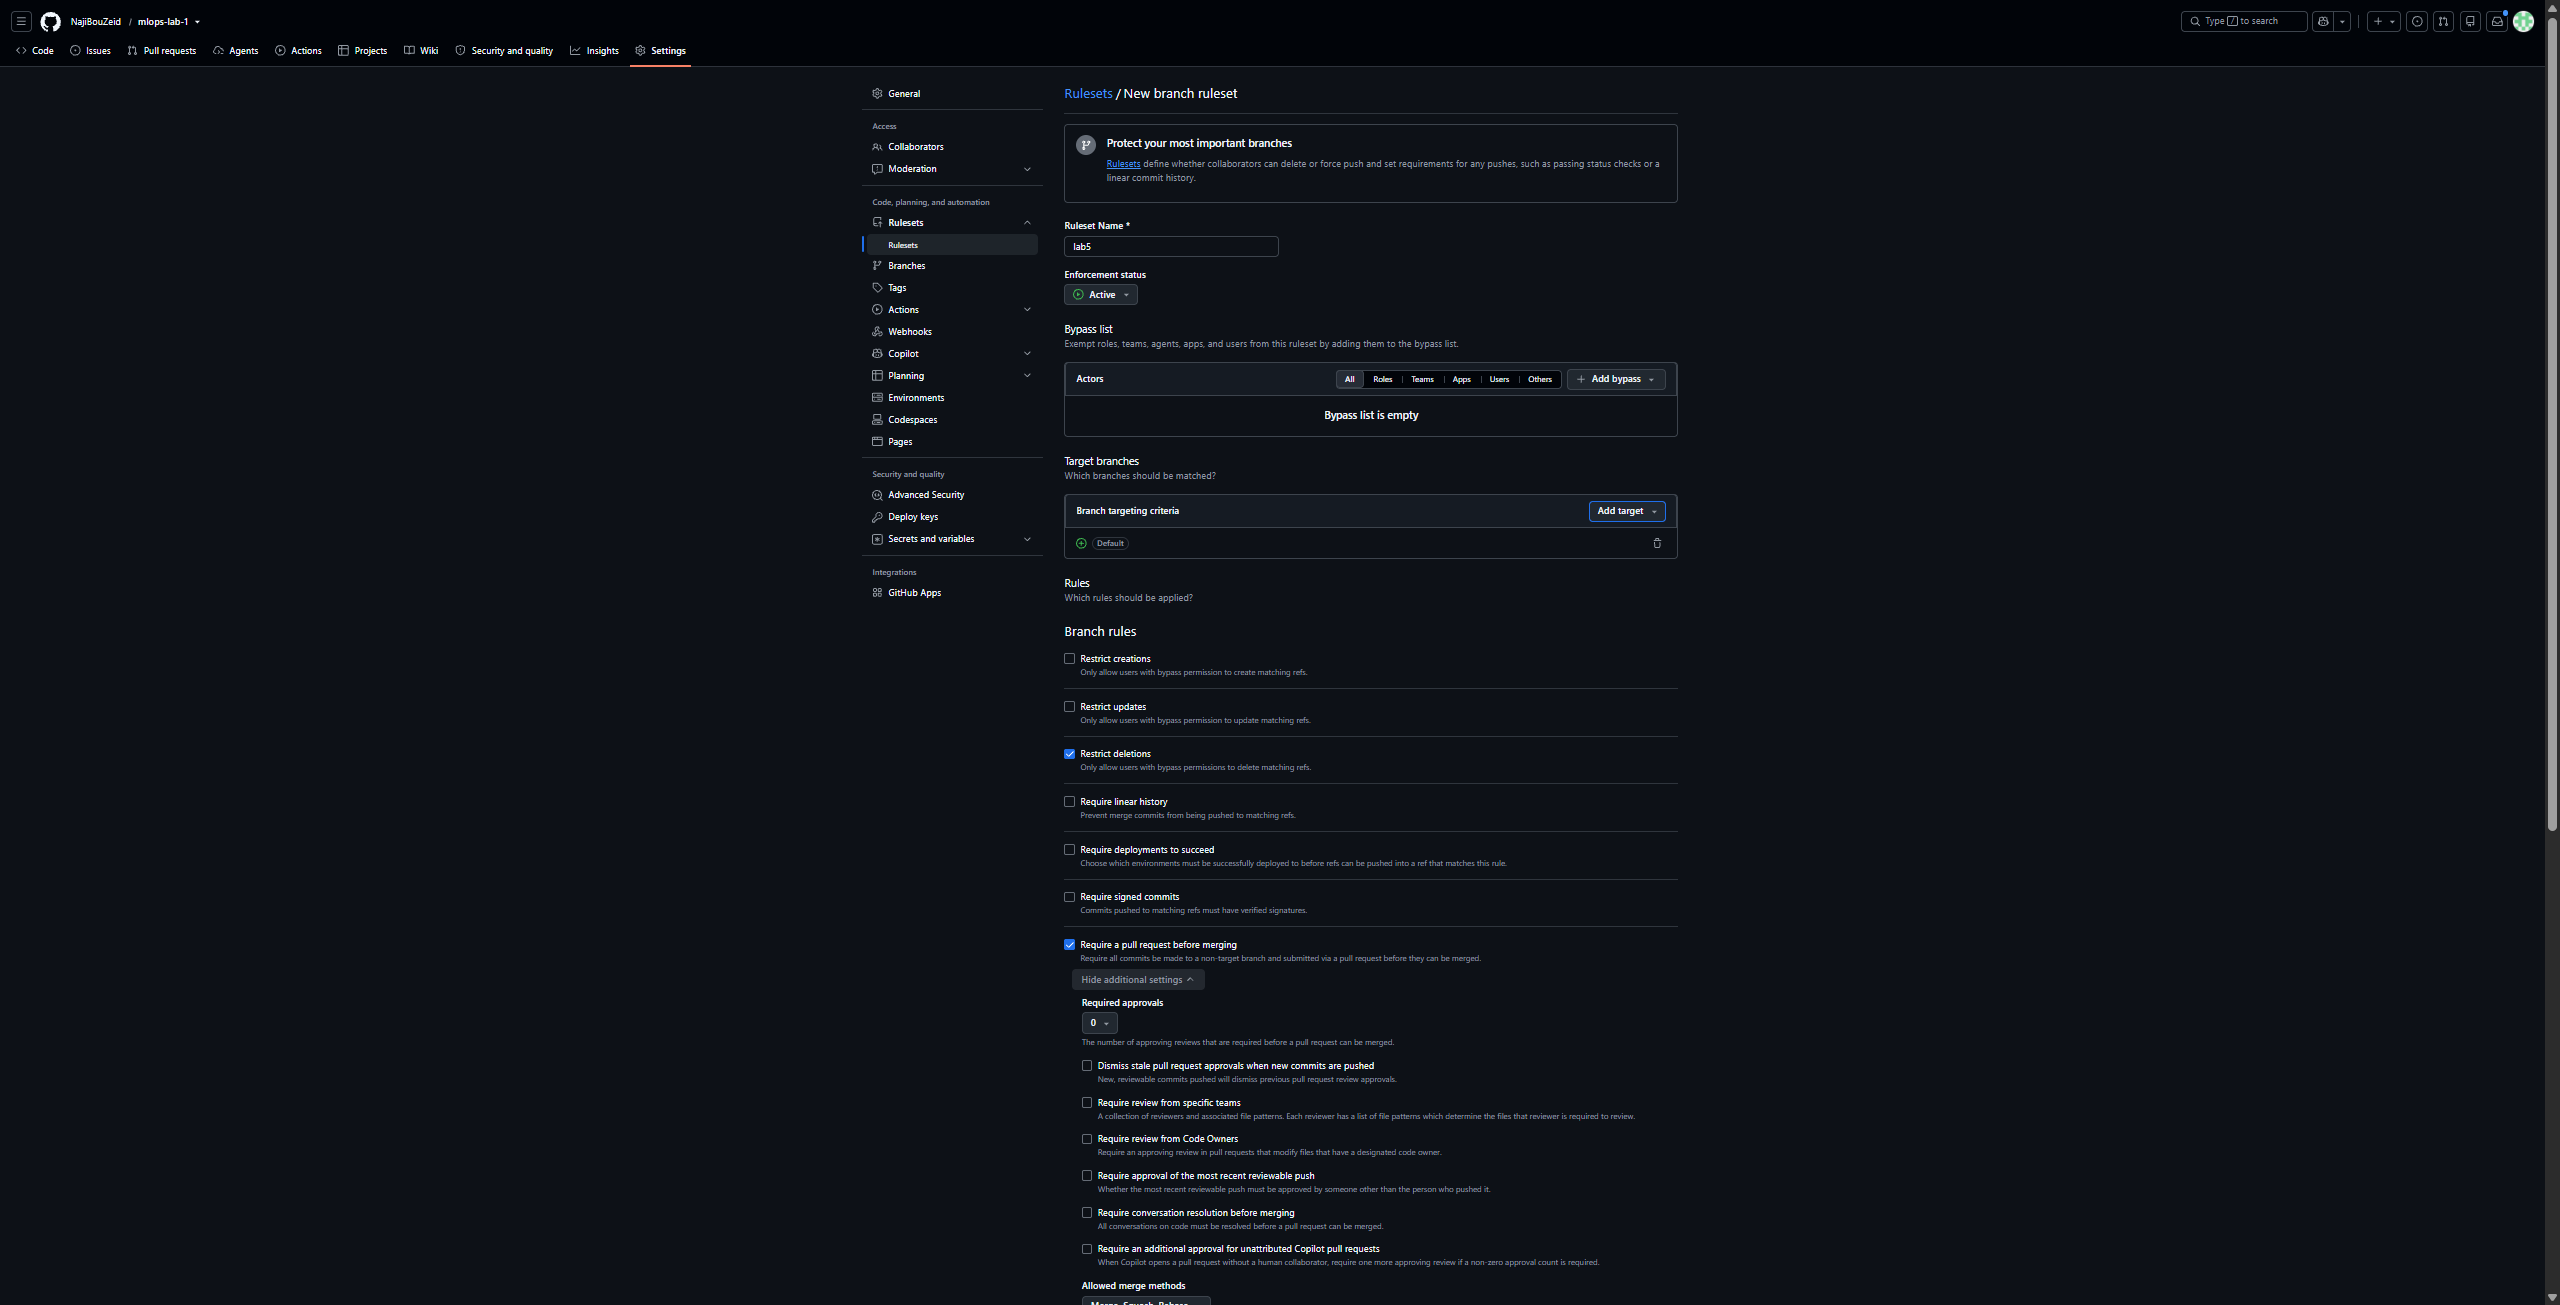 NajiBouZeid / mlops-lab-1
Type / to search
Code Issues Pull requests Agents Actions Projects Wiki Security and quality Insights Settings
General
Access
Collaborators
Moderation
Code, planning, and automation
Rulesets
Rulesets
Branches
Tags
Actions
Webhooks
Copilot
Planning
Environments
Codespaces
Pages
Security and quality
Advanced Security
Deploy keys
Secrets and variables
Integrations
GitHub Apps
Rulesets / New branch ruleset
Protect your most important branches
Rulesets define whether collaborators can delete or force push and set requirements for any pushes, such as passing status checks or a
linear commit history.
Ruleset Name *
lab5
Enforcement status
Active
Bypass list
Exempt roles, teams, agents, apps, and users from this ruleset by adding them to the bypass list.
Actors All Roles Teams Apps Users Others Add bypass
Bypass list is empty
Target branches
Which branches should be matched?
Branch targeting criteria Add target
Default
Rules
Which rules should be applied?
Branch rules
Restrict creations
Only allow users with bypass permission to create matching refs.
Restrict updates
Only allow users with bypass permission to update matching refs.
Restrict deletions
Only allow users with bypass permissions to delete matching refs.
Require linear history
Prevent merge commits from being pushed to matching refs.
Require deployments to succeed
Choose which environments must be successfully deployed to before refs can be pushed into a ref that matches this rule.
Require signed commits
Commits pushed to matching refs must have verified signatures.
Require a pull request before merging
Require all commits be made to a non-target branch and submitted via a pull request before they can be merged.
Hide additional settings
Required approvals
0
The number of approving reviews that are required before a pull request can be merged.
Dismiss stale pull request approvals when new commits are pushed
New, reviewable commits pushed will dismiss previous pull request review approvals.
Require review from specific teams
A collection of reviewers and associated file patterns. Each reviewer has a list of file patterns which determine the files that reviewer is required to review.
Require review from Code Owners
Require an approving review in pull requests that modify files that have a designated code owner.
Require approval of the most recent reviewable push
Whether the most recent reviewable push must be approved by someone other than the person who pushed it.
Require conversation resolution before merging
All conversations on code must be resolved before a pull request can be merged.
Require an additional approval for unattributed Copilot pull requests
When Copilot opens a pull request without a human collaborator, require one more approving review if a non-zero approval count is required.
Allowed merge methods
Merge, Squash, Rebase